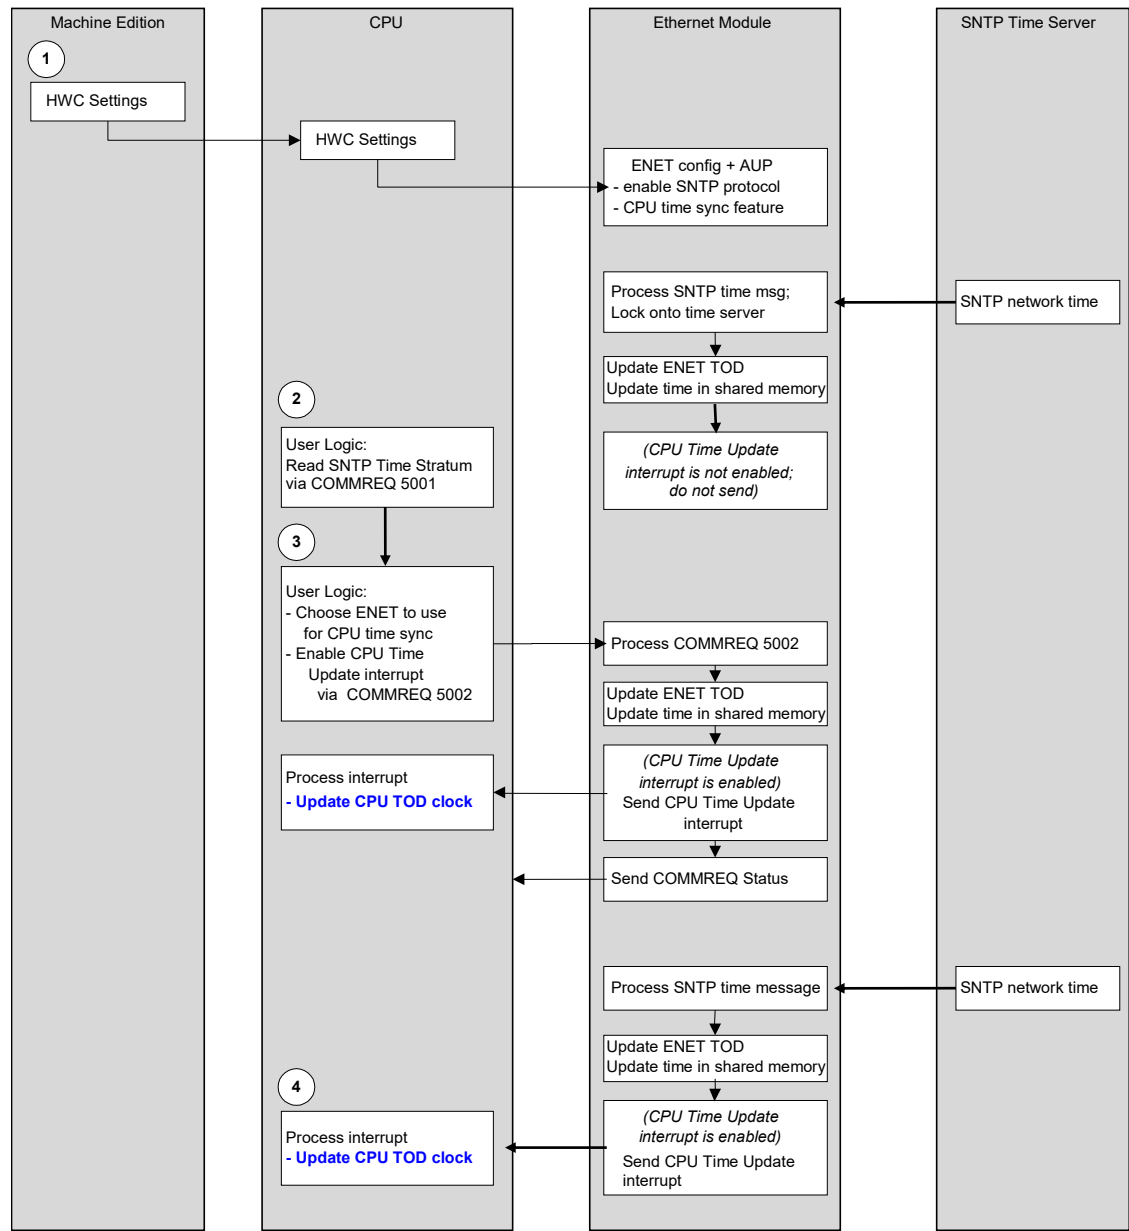 Machine Edition
CPU
Ethernet Module
SNTP Time Server
1
HWC Settings
HWC Settings
ENET config + AUP
- enable SNTP protocol
- CPU time sync feature
Process SNTP time msg;
Lock onto time server
SNTP network time
Update ENET TOD
Update time in shared memory
2
User Logic:
Read SNTP Time Stratum
via COMMREQ 5001
(CPU Time Update
interrupt is not enabled;
do not send)
3
User Logic:
- Choose ENET to use
for CPU time sync
- Enable CPU Time
Update interrupt
via COMMREQ 5002
Process COMMREQ 5002
Update ENET TOD
Update time in shared memory
(CPU Time Update
interrupt is enabled)
Send CPU Time Update
interrupt
Process interrupt
- Update CPU TOD clock
Send COMMREQ Status
Process SNTP time message
SNTP network time
Update ENET TOD
Update time in shared memory
4
(CPU Time Update
interrupt is enabled)
Send CPU Time Update
interrupt
Process interrupt
- Update CPU TOD clock